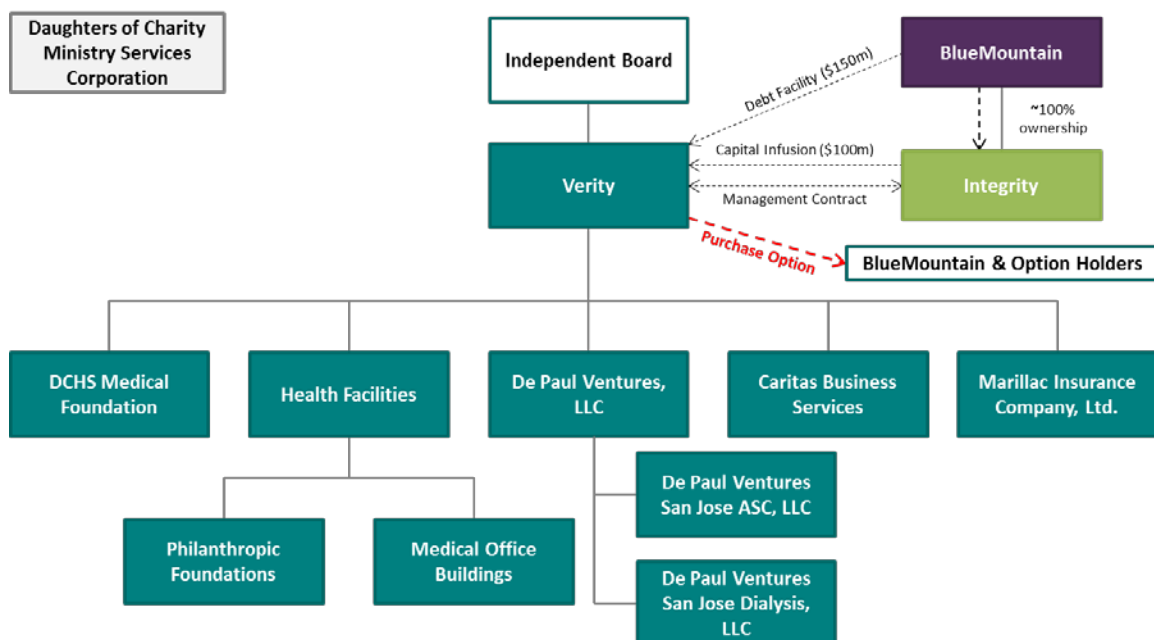 Daughters of Charity
Ministry Services
Corporation
Independent Board
BlueMountain
Debt Facility ($150m)
~100%
ownership
Capital Infusion ($100m)
Verity
Integrity
Management Contract
Purchase Option
BlueMountain & Option Holders
DCHS Medical
Foundation
Health Facilities
De Paul Ventures,
LLC
Caritas Business
Services
Marillac Insurance
Company, Ltd.
De Paul Ventures
San Jose ASC, LLC
Philanthropic
Foundations
Medical Office
Buildings
De Paul Ventures
San Jose Dialysis,
LLC